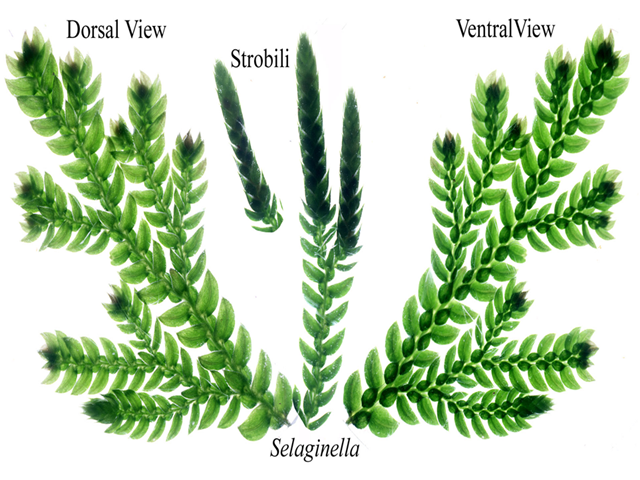 Dorsal View
Strobili
VentralView
Selaginella